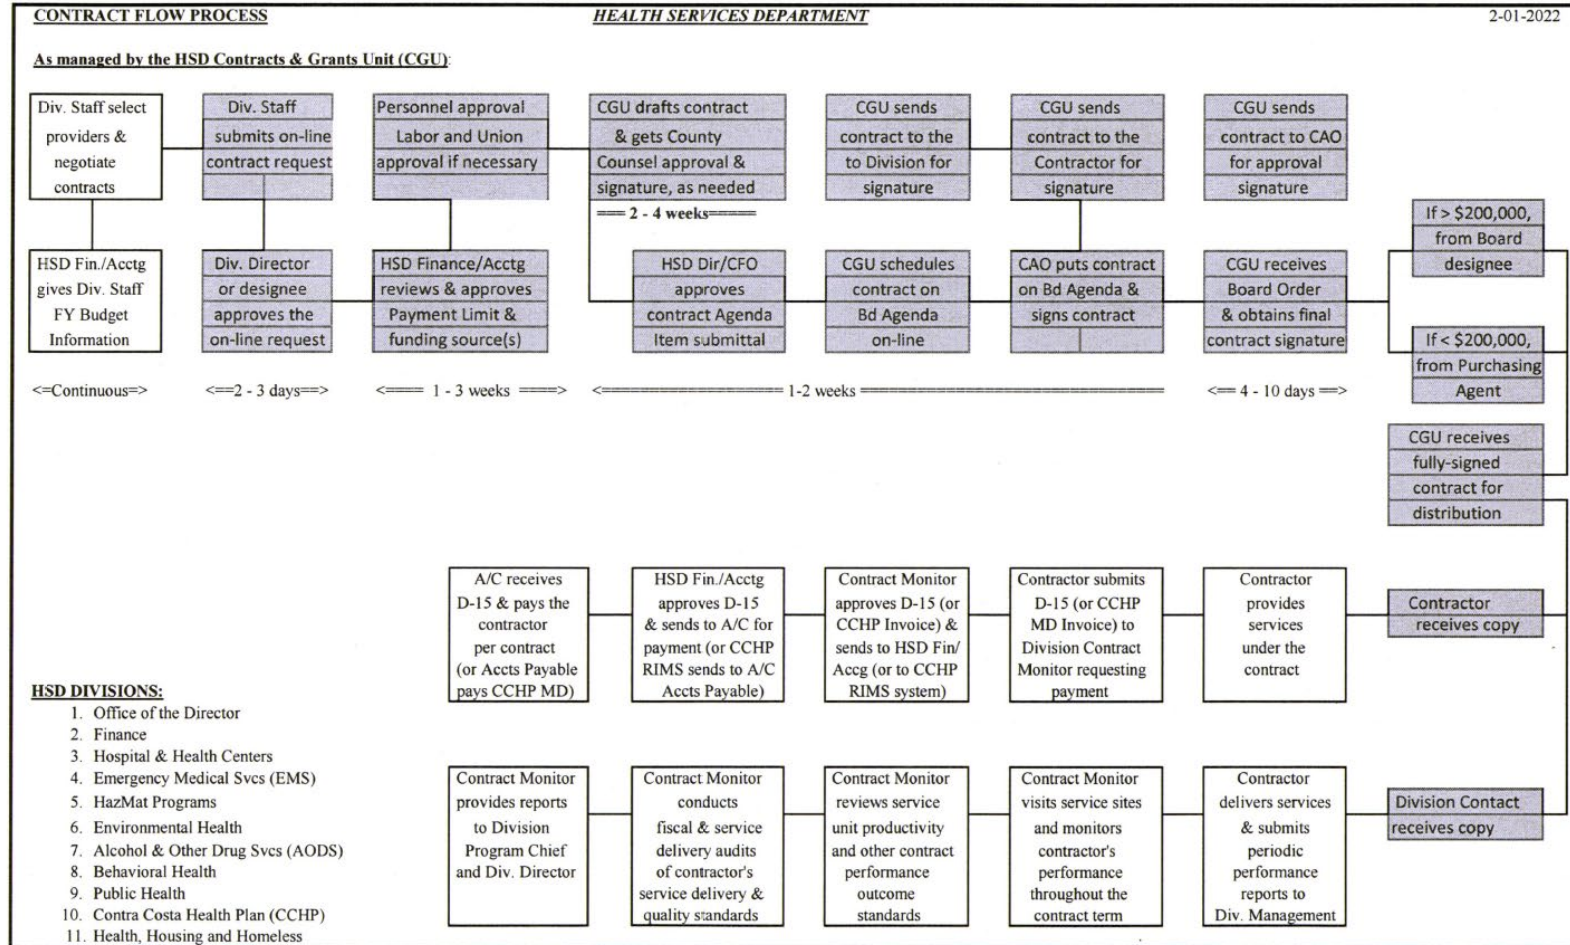 CONTRACT FLOW PROCESS
HEALTH SERVICES DEPARTMENT
2-01-2022
As managed by the HSD Contracts & Grants Unit (CGU):
Div. Staff select
providers &
negotiate
contracts
Div. Staff
submits on-line
contract request
Personnel approval
Labor and Union
approval if necessary
CGU drafts contract
& gets County
Counsel approval &
signature, as needed
=== 2 - 4 weeks=====
CGU sends
contract to the
to Division for
signature
CGU sends
contract to the
Contractor for
signature
CGU sends
contract to CAO
for approval
signature
HSD Fin./Acctg
gives Div. Staff
FY Budget
Information
Div. Director
or designee
approves the
on-line request
HSD Finance/Acctg
reviews & approves
Payment Limit &
funding source(s)
HSD Dir/CFO
approves
contract Agenda
Item submittal
CGU schedules
contract on
Bd Agenda
on-line
CAO puts contract
on Bd Agenda &
signs contract
CGU receives
Board Order
& obtains final
contract signature
If > $200,000,
from Board
designee
If < $200,000,
from Purchasing
Agent
<=Continuous=>
<==2 - 3 days==>
<==== 1 - 3 weeks ====>
<==================== 1-2 weeks ================================>
<== 4 - 10 days ==>
CGU receives
fully-signed
contract for
distribution
A/C receives
D-15 & pays the
contractor
per contract
(or Accts Payable
pays CCHP MD)
HSD Fin./Acctg
approves D-15
& sends to A/C for
payment (or CCHP
RIMS sends to A/C
Accts Payable)
Contract Monitor
approves D-15 (or
CCHP Invoice) &
sends to HSD Fin/
Accg (or to CCHP
RIMS system)
Contractor submits
D-15 (or CCHP
MD Invoice) to
Division Contract
Monitor requesting
payment
Contractor
provides
services
under the
contract
Contractor
receives copy
HSD DIVISIONS:
1. Office of the Director
2. Finance
3. Hospital & Health Centers
4. Emergency Medical Svcs (EMS)
5. HazMat Programs
6. Environmental Health
7. Alcohol & Other Drug Svcs (AODS)
8. Behavioral Health
9. Public Health
10. Contra Costa Health Plan (CCHP)
11. Health, Housing and Homeless
Contract Monitor
provides reports
to Division
Program Chief
and Div. Director
Contract Monitor
conducts
fiscal & service
delivery audits
of contractor's
service delivery &
quality standards
Contract Monitor
reviews service
unit productivity
and other contract
performance
outcome
standards
Contract Monitor
visits service sites
and monitors
contractor's
performance
throughout the
contract term
Contractor
delivers services
& submits
periodic
performance
reports to
Div. Management
Division Contact
receives copy